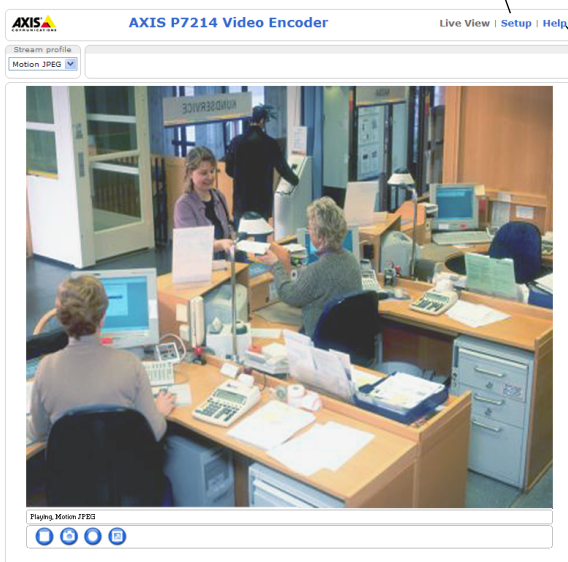 AXIS
COMMUNICATIONS
AXIS P7214 Video Encoder
Live View | Setup | Help
Stream profile
Motion JPEG
KUNDSERVICE
Playing, Motion JPEG